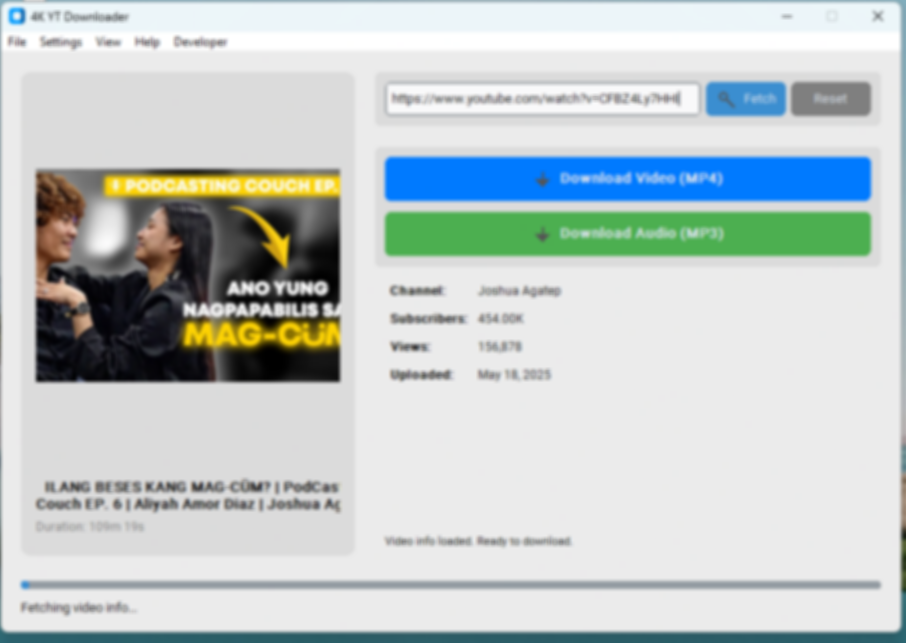 4K YT Downloader
File Settings View Help Developer
https://www.youtube.com/watch?v=CFBZ4Ly7HHI
Fetch
Reset
Download Video (MP4)
Download Audio (MP3)
PODCASTING COUCH EP.
ANO YUNG
NAGPAPABILIS SA
MAG-CÜM
Channel: Joshua Agatep
Subscribers: 454.00K
Views: 156,878
Uploaded: May 18, 2025
ILANG BESES KANG MAG-CÜM? | PodCas
Couch EP. 6 | Aliyah Amor Diaz | Joshua Ag
Duration: 109m 19s
Video info loaded. Ready to download.
Fetching video info...